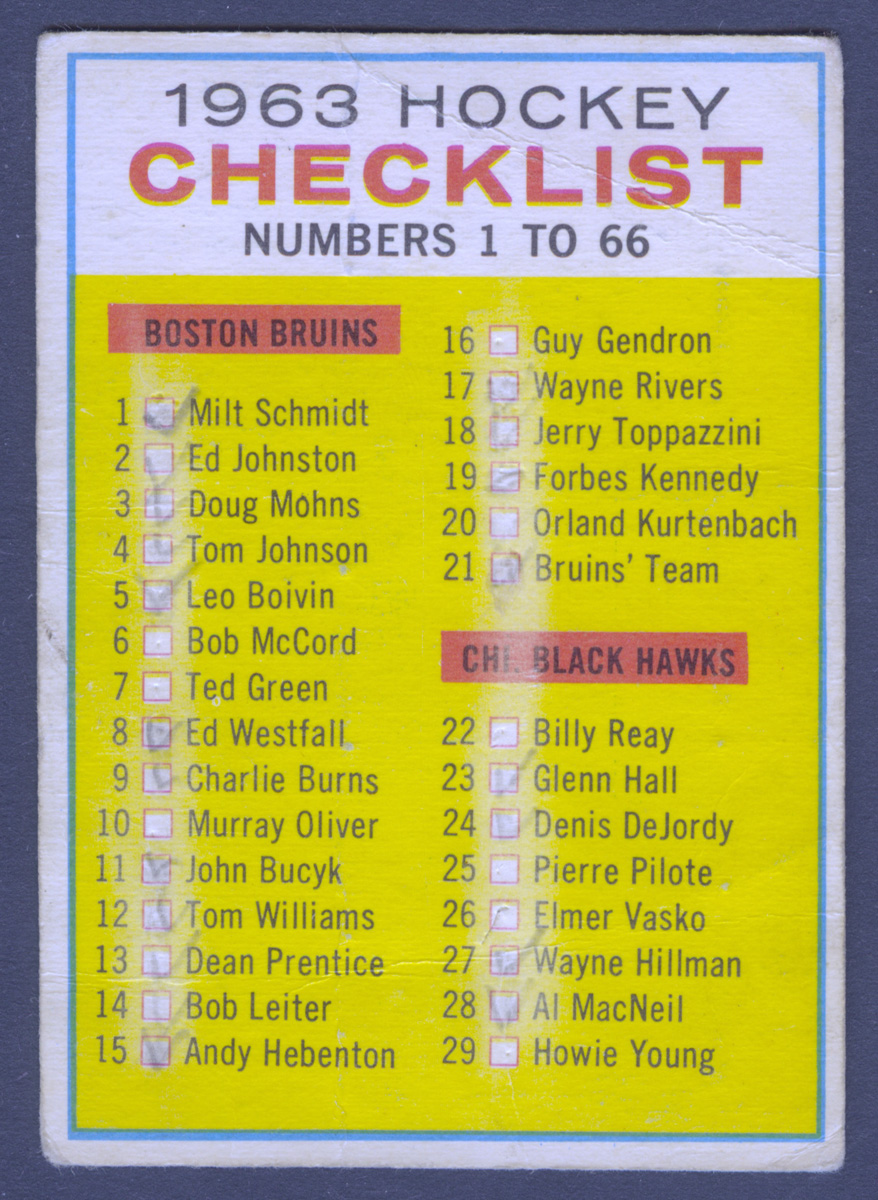 1963 HOCKEY
CHECKLIST
NUMBERS 1 TO 66
BOSTON BRUINS
1 Milt Schmidt
2 Ed Johnston
3 Doug Mohns
4 Tom Johnson
5 Leo Boivin
6 Bob McCord
7 Ted Green
8 Ed Westfall
9 Charlie Burns
10 Murray Oliver
11 John Bucyk
12 Tom Williams
13 Dean Prentice
14 Bob Leiter
15 Andy Hebenton
16 Guy Gendron
17 Wayne Rivers
18 Jerry Toppazzini
19 Forbes Kennedy
20 Orland Kurtenbach
21 Bruins' Team
CHI. BLACK HAWKS
22 Billy Reay
23 Glenn Hall
24 Denis DeJordy
25 Pierre Pilote
26 Elmer Vasko
27 Wayne Hillman
28 Al MacNeil
29 Howie Young